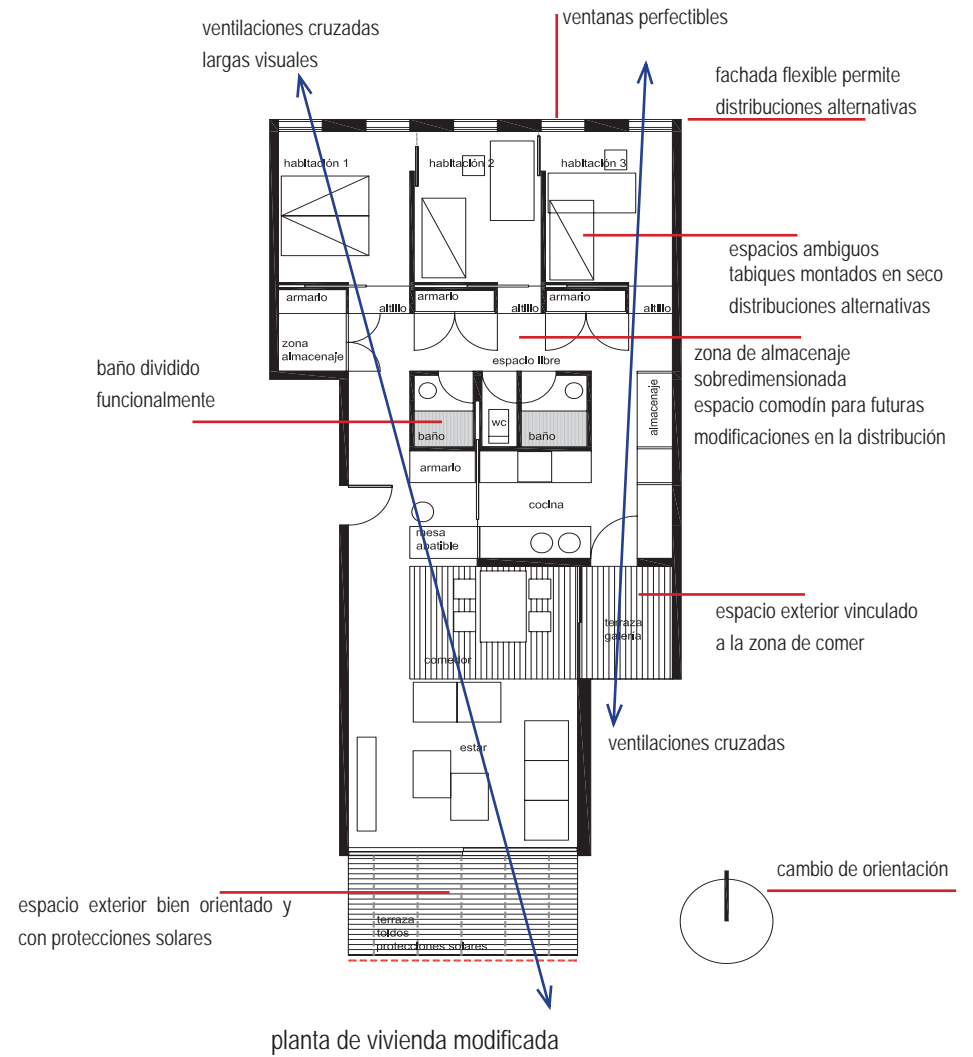 ventilaciones cruzadas
largas visuales
ventanas perfectibles
fachada flexible permite
distribuciones alternativas
habitación 1
habitación 2
habitación 3
espacios ambiguos
tabiques montados en seco
distribuciones alternativas
armario
altillo
armario
altillo
armario
altillo
zona
almacenaje
espacio libre
zona de almacenaje
sobredimensionada
espacio comodín para futuras
modificaciones en la distribución
baño dividido
funcionalmente
baño
wc
baño
almacenaje
armario
cocina
mesa
abatible
espacio exterior vinculado
a la zona de comer
terraza
galería
comedor
estar
ventilaciones cruzadas
cambio de orientación
espacio exterior bien orientado y
con protecciones solares
terraza
toldos
protecciones solares
planta de vivienda modificada